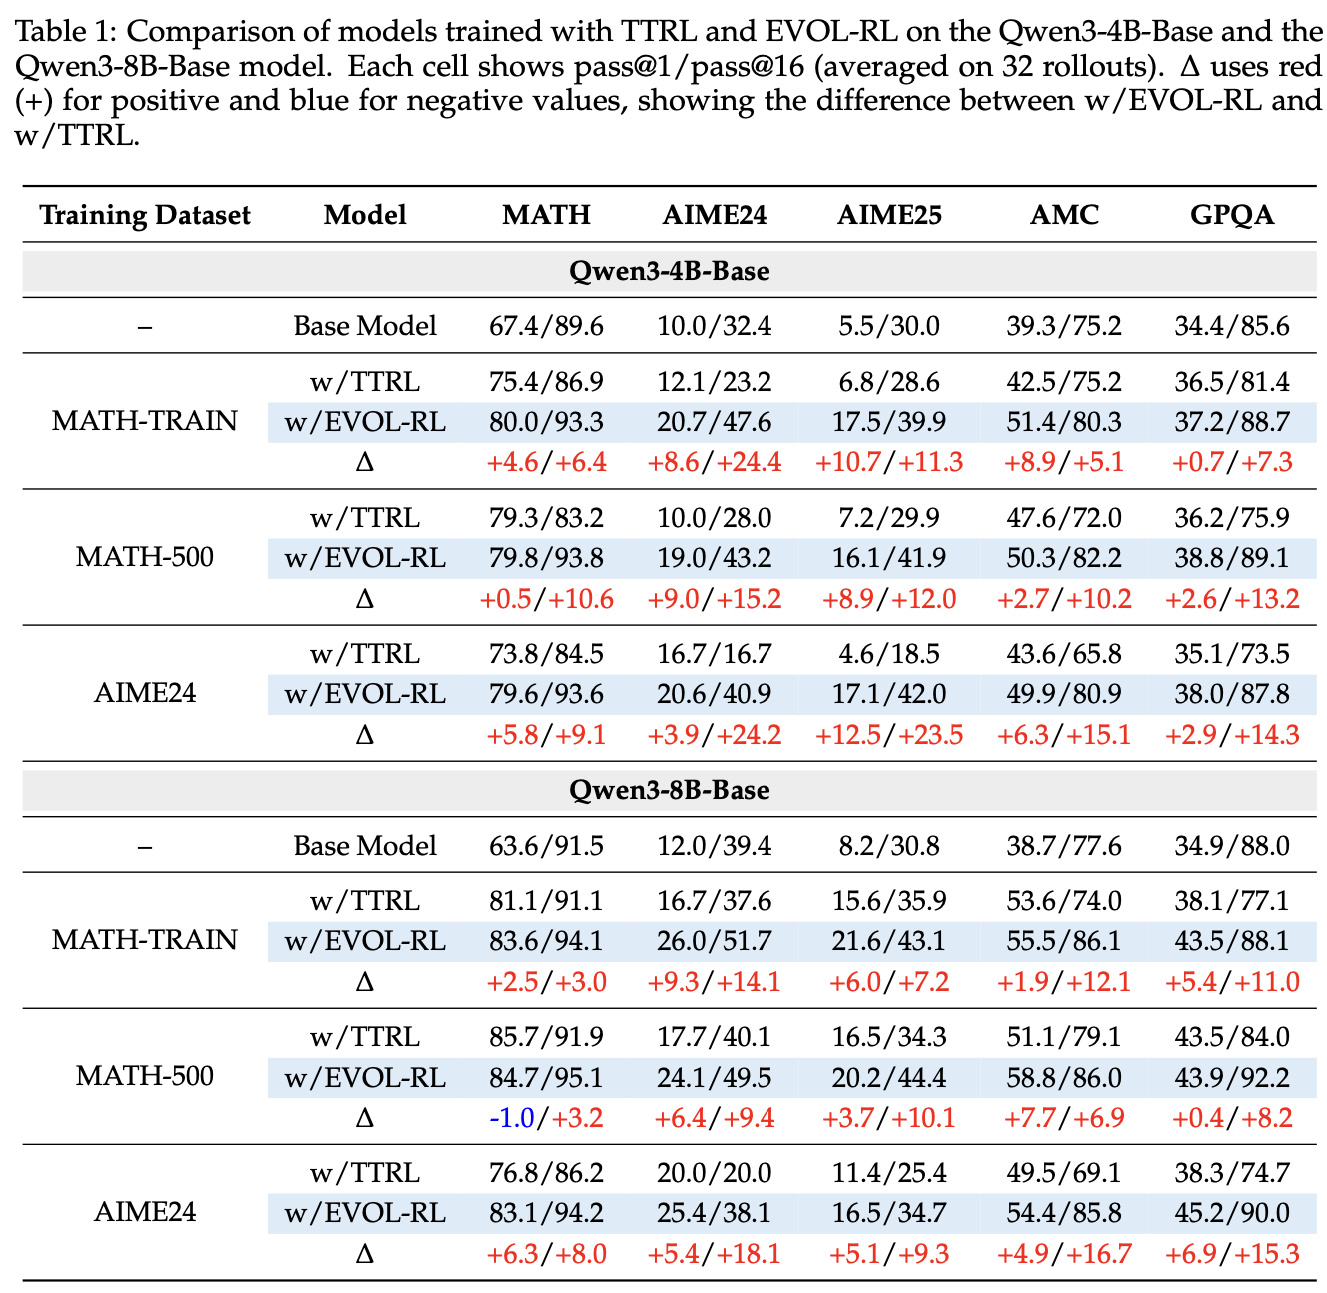 Table 1: Comparison of models trained with TTRL and EVOL-RL on the Qwen3-4B-Base and the
Qwen3-8B-Base model. Each cell shows pass@1/pass@16 (averaged on 32 rollouts). Δ uses red
(+) for positive and blue for negative values, showing the difference between w/EVOL-RL and
w/TTRL.
Training Dataset Model MATH AIME24 AIME25 AMC GPQA
Qwen3-4B-Base
– Base Model 67.4/89.6 10.0/32.4 5.5/30.0 39.3/75.2 34.4/85.6
w/TTRL 75.4/86.9 12.1/23.2 6.8/28.6 42.5/75.2 36.5/81.4
MATH-TRAIN w/EVOL-RL 80.0/93.3 20.7/47.6 17.5/39.9 51.4/80.3 37.2/88.7
Δ +4.6/+6.4 +8.6/+24.4 +10.7/+11.3 +8.9/+5.1 +0.7/+7.3
w/TTRL 79.3/83.2 10.0/28.0 7.2/29.9 47.6/72.0 36.2/75.9
MATH-500 w/EVOL-RL 79.8/93.8 19.0/43.2 16.1/41.9 50.3/82.2 38.8/89.1
Δ +0.5/+10.6 +9.0/+15.2 +8.9/+12.0 +2.7/+10.2 +2.6/+13.2
w/TTRL 73.8/84.5 16.7/16.7 4.6/18.5 43.6/65.8 35.1/73.5
AIME24 w/EVOL-RL 79.6/93.6 20.6/40.9 17.1/42.0 49.9/80.9 38.0/87.8
Δ +5.8/+9.1 +3.9/+24.2 +12.5/+23.5 +6.3/+15.1 +2.9/+14.3
Qwen3-8B-Base
– Base Model 63.6/91.5 12.0/39.4 8.2/30.8 38.7/77.6 34.9/88.0
w/TTRL 81.1/91.1 16.7/37.6 15.6/35.9 53.6/74.0 38.1/77.1
MATH-TRAIN w/EVOL-RL 83.6/94.1 26.0/51.7 21.6/43.1 55.5/86.1 43.5/88.1
Δ +2.5/+3.0 +9.3/+14.1 +6.0/+7.2 +1.9/+12.1 +5.4/+11.0
w/TTRL 85.7/91.9 17.7/40.1 16.5/34.3 51.1/79.1 43.5/84.0
MATH-500 w/EVOL-RL 84.7/95.1 24.1/49.5 20.2/44.4 58.8/86.0 43.9/92.2
Δ -1.0/+3.2 +6.4/+9.4 +3.7/+10.1 +7.7/+6.9 +0.4/+8.2
w/TTRL 76.8/86.2 20.0/20.0 11.4/25.4 49.5/69.1 38.3/74.7
AIME24 w/EVOL-RL 83.1/94.2 25.4/38.1 16.5/34.7 54.4/85.8 45.2/90.0
Δ +6.3/+8.0 +5.4/+18.1 +5.1/+9.3 +4.9/+16.7 +6.9/+15.3